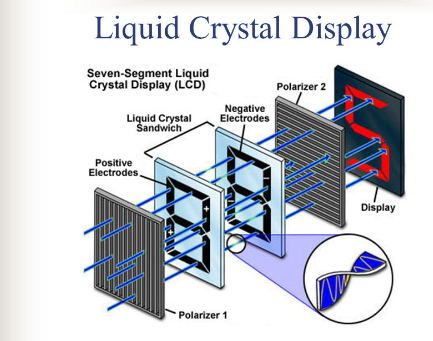 Liquid Crystal Display
Seven-Segment Liquid
Crystal Display (LCD)
Polarizer 2
Negative
Electrodes
Liquid Crystal
Sandwich
Positive
Electrodes
Display
Polarizer 1